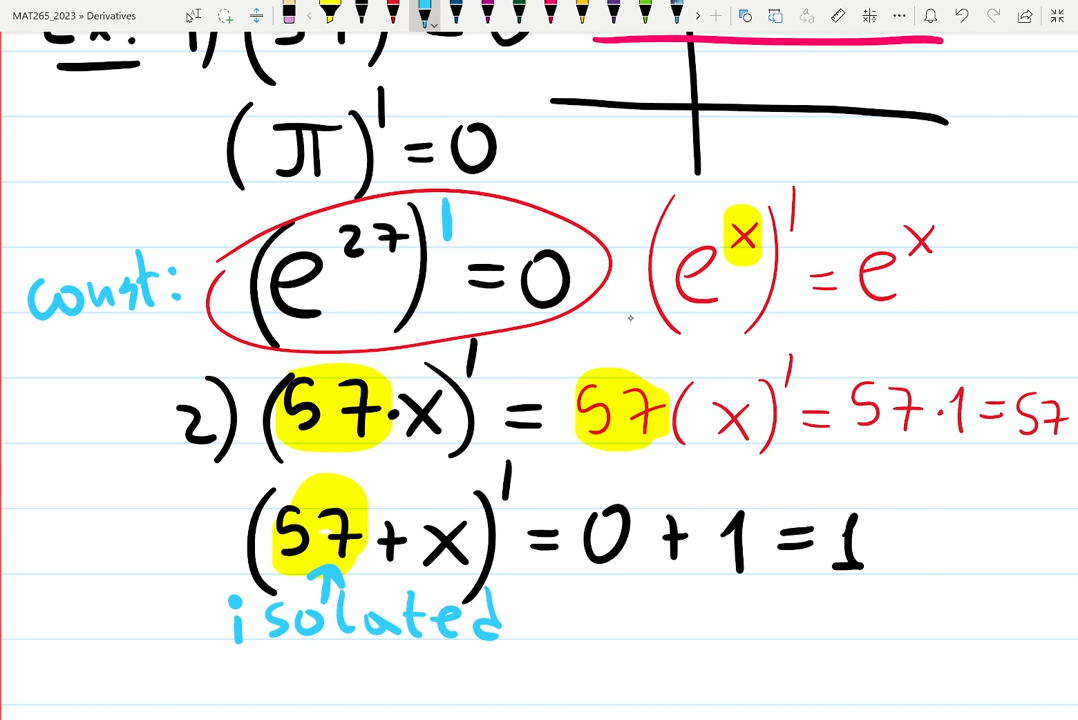 MAT265_2023 » Derivatives
(π)' = 0
const: (e^27)' = 0 (e^x)' = e^x
2) (57·x)' = 57(x)' = 57·1 = 57
(57 + x)' = 0 + 1 = 1
isolated